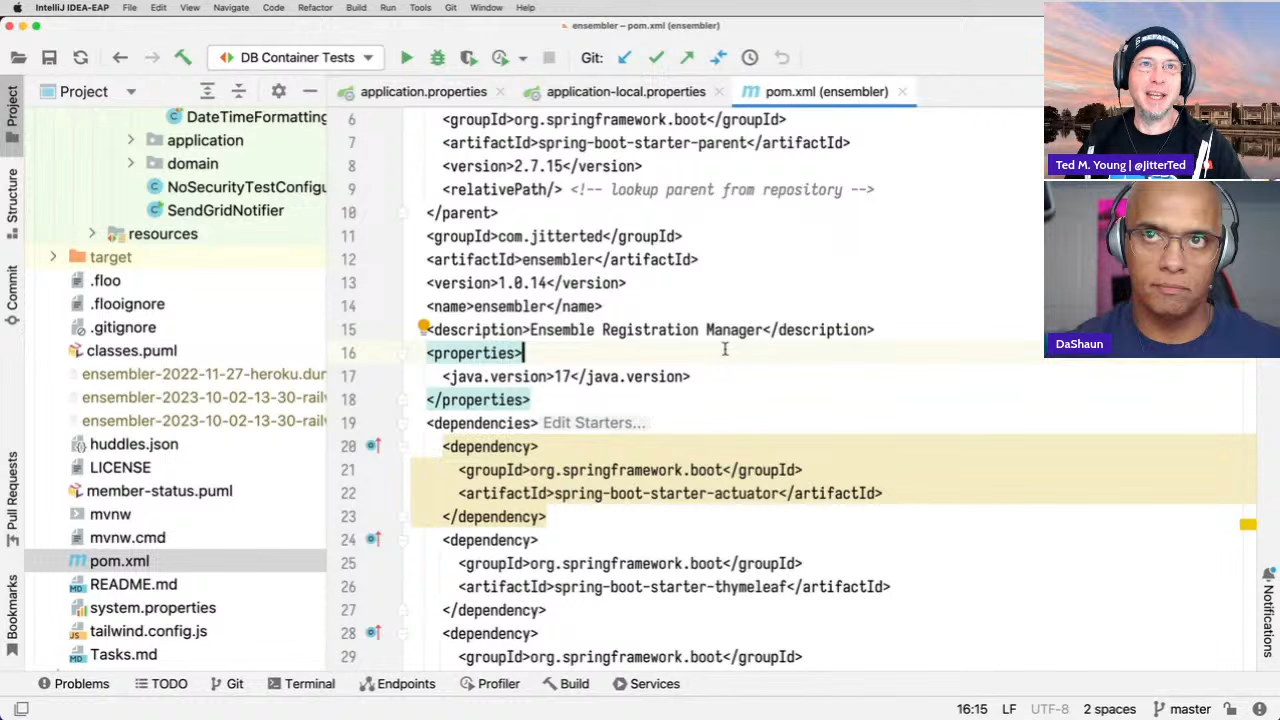 IntelliJ IDEA-EAP File Edit View Navigate Code Refactor Build Run Tools Git Window Help
ensembler – pom.xml (ensembler)
DB Container Tests
Git:
Project
application.properties
application-local.properties
pom.xml (ensembler)
Project
Structure
Commit
Pull Requests
Bookmarks
DateTimeFormatting
application
domain
NoSecurityTestConfigu
SendGridNotifier
resources
target
.floo
.flooignore
.gitignore
classes.puml
ensembler-2022-11-27-heroku.dum
ensembler-2023-10-02-13-30-railw
ensembler-2023-10-02-13-30-railw
huddles.json
LICENSE
member-status.puml
mvnw
mvnw.cmd
pom.xml
README.md
system.properties
tailwind.config.js
Tasks.md
6 <groupId>org.springframework.boot</groupId>
7 <artifactId>spring-boot-starter-parent</artifactId>
8 <version>2.7.15</version>
9 <relativePath/> <!-- lookup parent from repository -->
10 </parent>
11 <groupId>com.jitterted</groupId>
12 <artifactId>ensembler</artifactId>
13 <version>1.0.14</version>
14 <name>ensembler</name>
15 <description>Ensemble Registration Manager</description>
16 <properties>
17 <java.version>17</java.version>
18 </properties>
19 <dependencies> Edit Starters...
20 <dependency>
21 <groupId>org.springframework.boot</groupId>
22 <artifactId>spring-boot-starter-actuator</artifactId>
23 </dependency>
24 <dependency>
25 <groupId>org.springframework.boot</groupId>
26 <artifactId>spring-boot-starter-thymeleaf</artifactId>
27 </dependency>
28 <dependency>
29 <groupId>org.springframework.boot</groupId>
Ted M. Young | @JitterTed
DaShaun
Notifications
Problems TODO Git Terminal Endpoints Profiler Build Services
16:15 LF UTF-8 2 spaces master